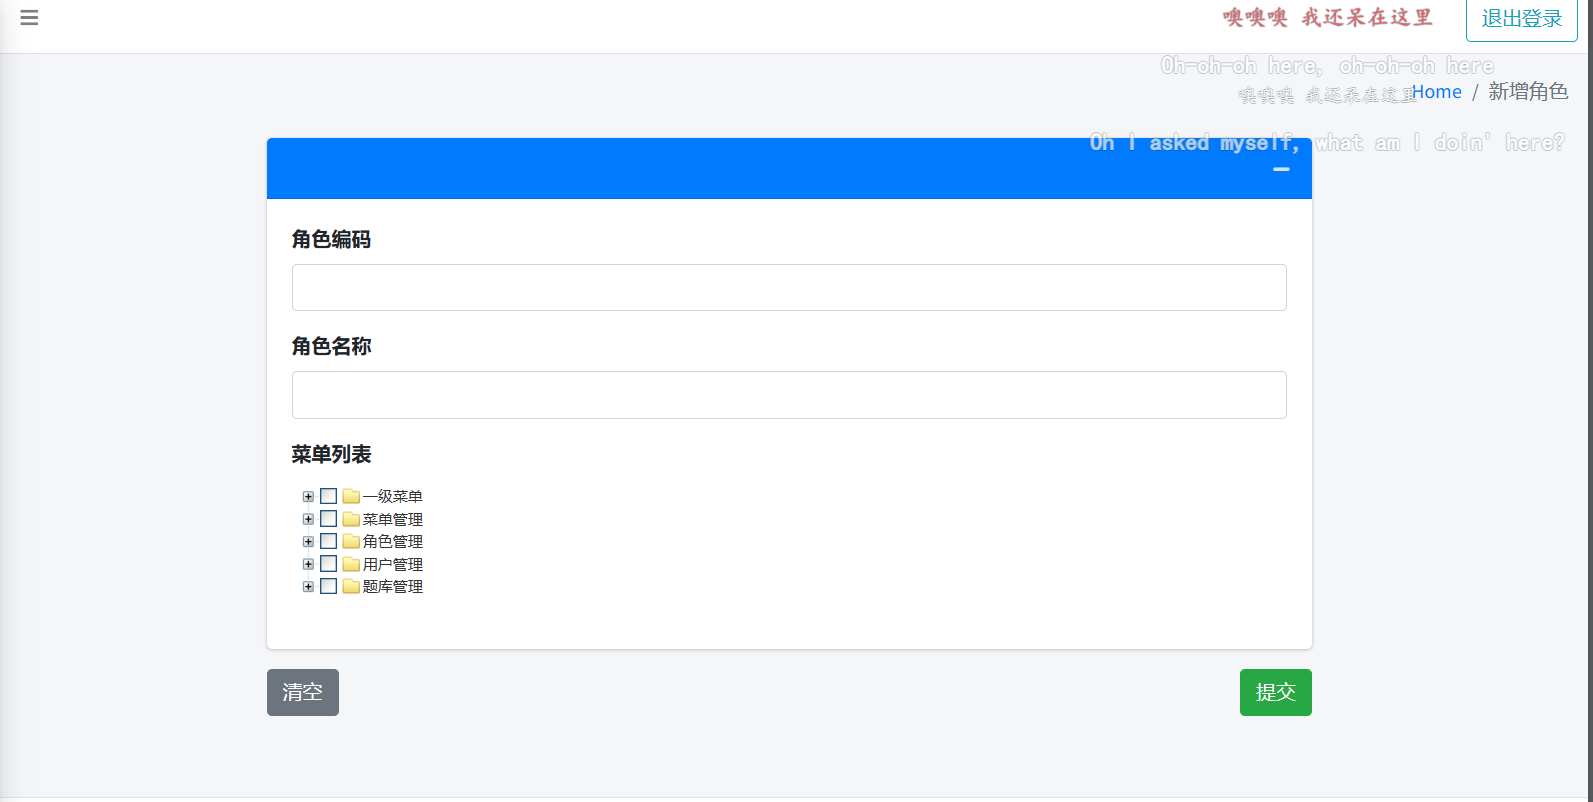 噢噢噢 我还呆在这里
退出登录
Oh-oh-oh here, oh-oh-oh here
噢噢噢 我还呆在这里
Home / 新增角色
Oh I asked myself, what am I doin' here?
角色编码
角色名称
菜单列表
一级菜单
菜单管理
角色管理
用户管理
题库管理
清空
提交